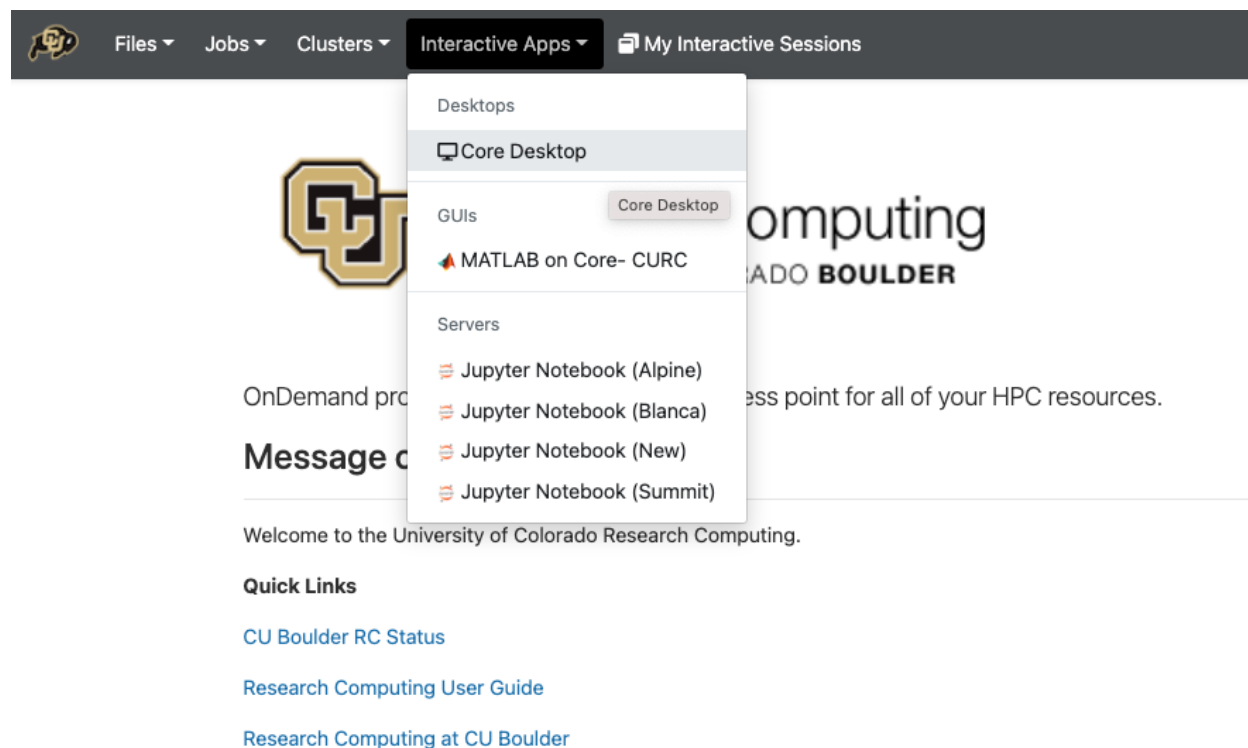 Files Jobs Clusters Interactive Apps My Interactive Sessions
Desktops
Core Desktop
GUIs
Core Desktop
MATLAB on Core- CURC
Servers
Jupyter Notebook (Alpine)
Jupyter Notebook (Blanca)
Jupyter Notebook (New)
Jupyter Notebook (Summit)
CU
omputing
ADO BOULDER
OnDemand pro ess point for all of your HPC resources.
Message o
Welcome to the University of Colorado Research Computing.
Quick Links
CU Boulder RC Status
Research Computing User Guide
Research Computing at CU Boulder